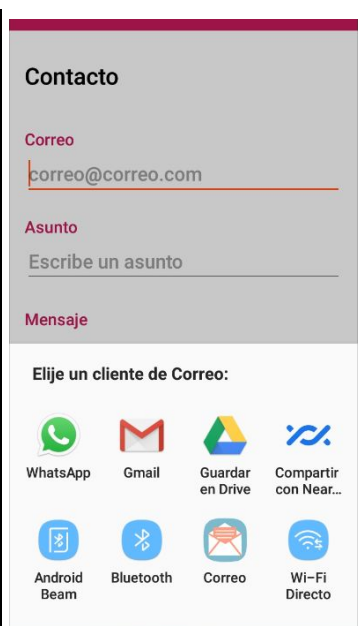 Contacto
Correo
correo@correo.com
Asunto
Escribe un asunto
Mensaje
Elije un cliente de Correo:
WhatsApp
Gmail
Guardar
en Drive
Compartir
con Near...
Android
Beam
Bluetooth
Correo
Wi-Fi
Directo